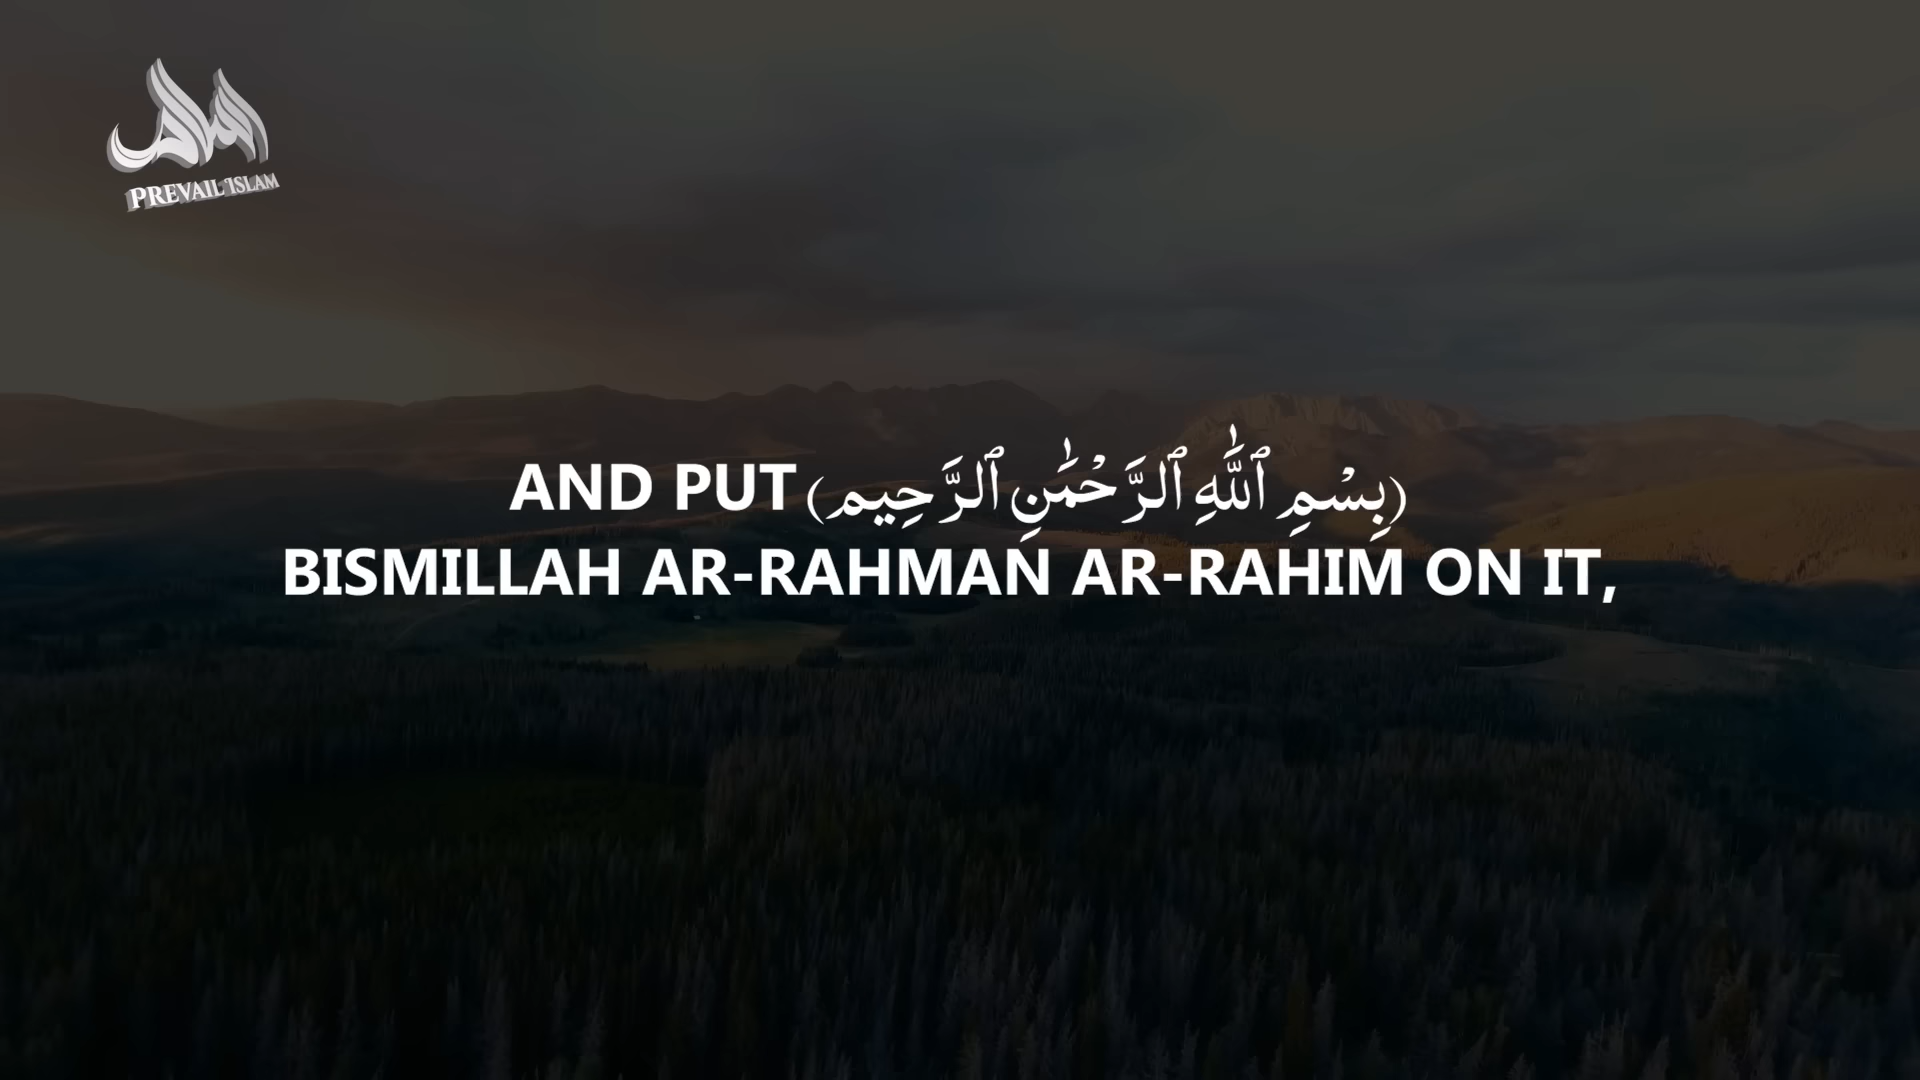 PREVAIL ISLAM
AND PUT (بِسْمِ ٱللَّٰهِ ٱلرَّحْمَٰنِ ٱلرَّحِيم)
BISMILLAH AR-RAHMAN AR-RAHIM ON IT,